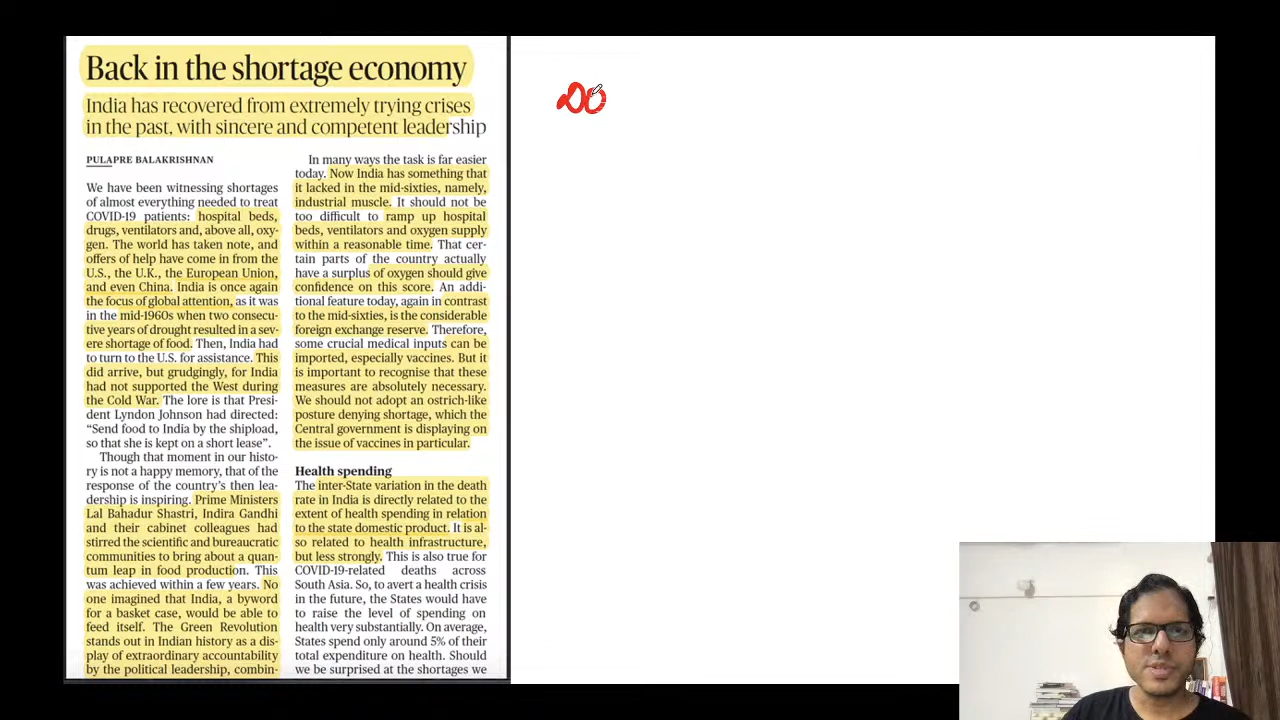 Back in the shortage economy
India has recovered from extremely trying crises
in the past, with sincere and competent leadership
PULAPRE BALAKRISHNAN
We have been witnessing shortages
of almost everything needed to treat
COVID-19 patients: hospital beds,
drugs, ventilators and, above all, oxy-
gen. The world has taken note, and
offers of help have come in from the
U.S., the U.K., the European Union,
and even China. India is once again
the focus of global attention, as it was
in the mid-1960s when two consecu-
tive years of drought resulted in a sev-
ere shortage of food. Then, India had
to turn to the U.S. for assistance. This
did arrive, but grudgingly, for India
had not supported the West during
the Cold War. The lore is that Presi-
dent Lyndon Johnson had directed:
“Send food to India by the shipload,
so that she is kept on a short lease”.
Though that moment in our histo-
ry is not a happy memory, that of the
response of the country’s then lea-
dership is inspiring. Prime Ministers
Lal Bahadur Shastri, Indira Gandhi
and their cabinet colleagues had
stirred the scientific and bureaucratic
communities to bring about a quan-
tum leap in food production. This
was achieved within a few years. No
one imagined that India, a byword
for a basket case, would be able to
feed itself. The Green Revolution
stands out in Indian history as a dis-
play of extraordinary accountability
by the political leadership, combin-
In many ways the task is far easier
today. Now India has something that
it lacked in the mid-sixties, namely,
industrial muscle. It should not be
too difficult to ramp up hospital
beds, ventilators and oxygen supply
within a reasonable time. That cer-
tain parts of the country actually
have a surplus of oxygen should give
confidence on this score. An addi-
tional feature today, again in contrast
to the mid-sixties, is the considerable
foreign exchange reserve. Therefore,
some crucial medical inputs can be
imported, especially vaccines. But it
is important to recognise that these
measures are absolutely necessary.
We should not adopt an ostrich-like
posture denying shortage, which the
Central government is displaying on
the issue of vaccines in particular.
Health spending
The inter-State variation in the death
rate in India is directly related to the
extent of health spending in relation
to the state domestic product. It is al-
so related to health infrastructure,
but less strongly. This is also true for
COVID-19-related deaths across
South Asia. So, to avert a health crisis
in the future, the States would have
to raise the level of spending on
health very substantially. On average,
States spend only around 5% of their
total expenditure on health. Should
we be surprised at the shortages we